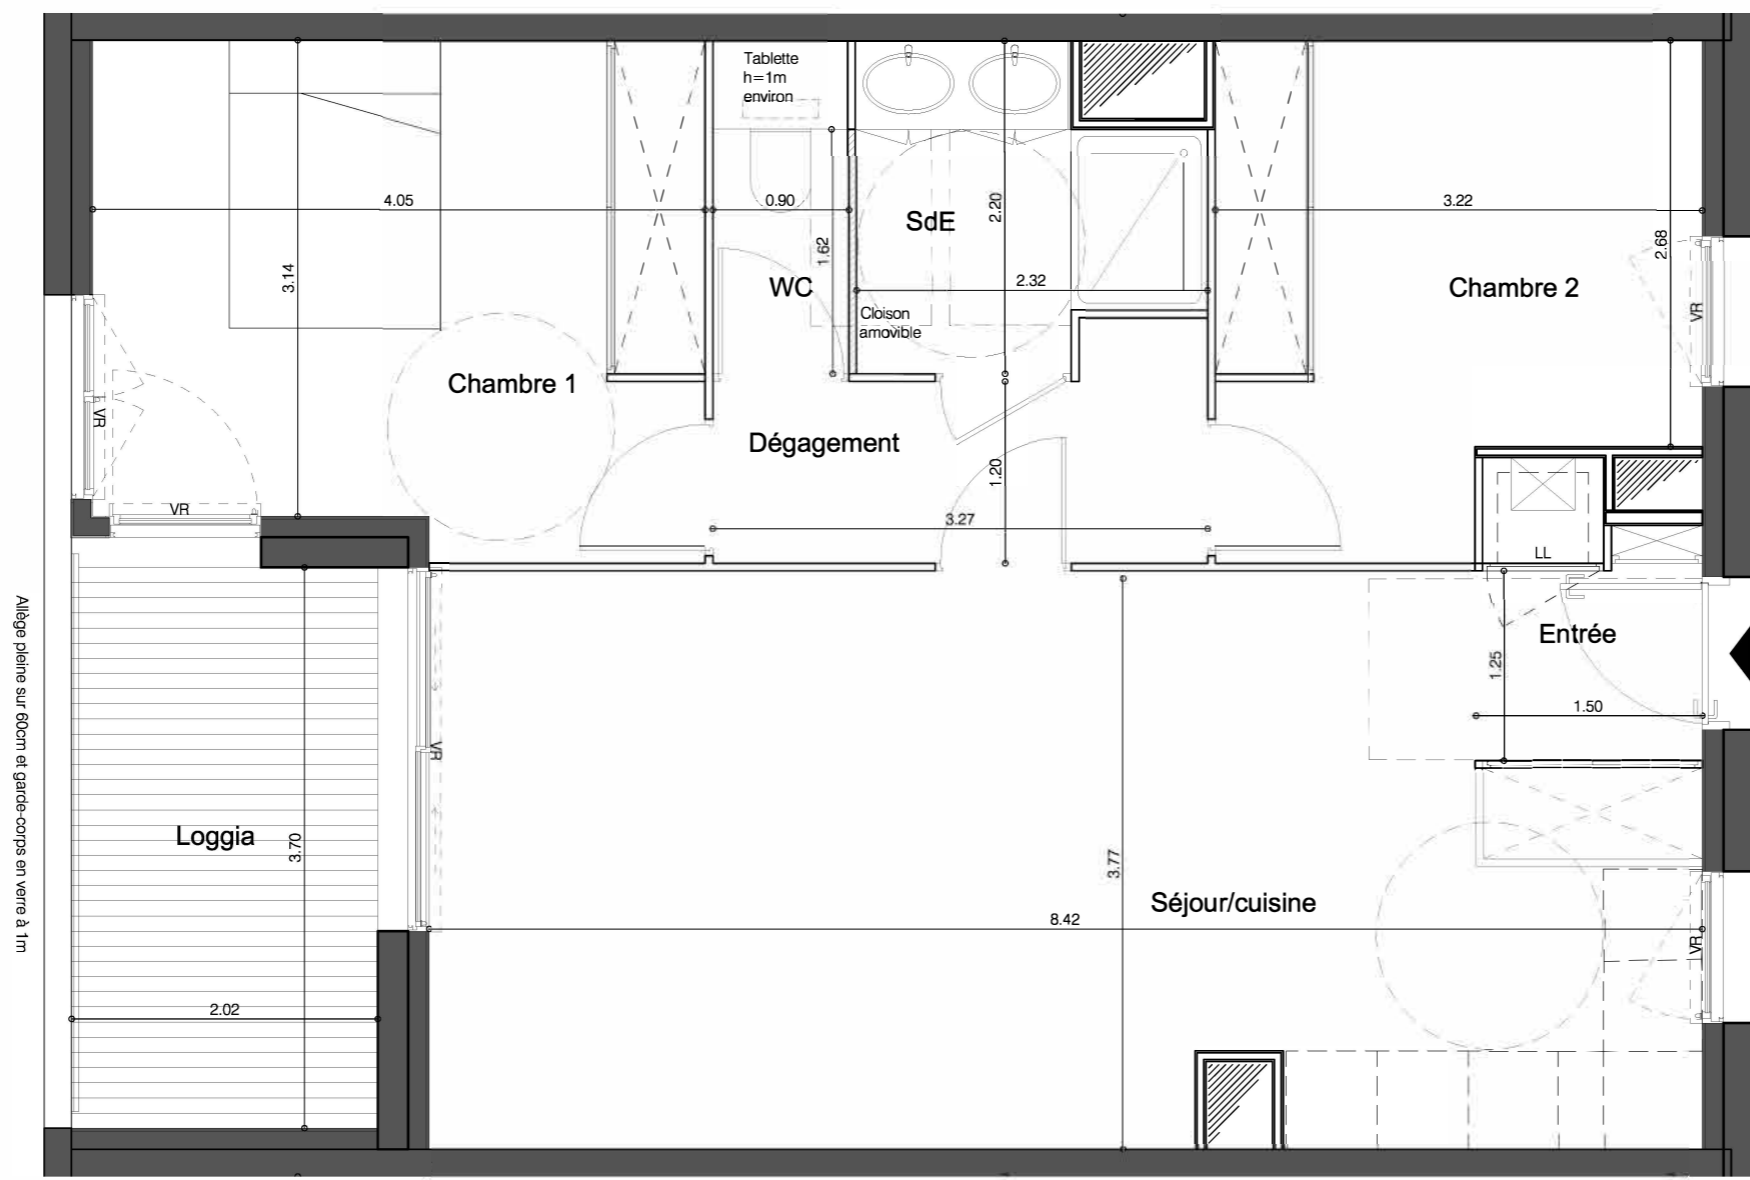 Tablette
h=1m
environ
4.05
0.90
2.20
3.22
3.14
1.62
SdE
2.68
WC
2.32
Chambre 2
VR
Cloison
amovible
Chambre 1
VR
Dégagement
1.20
VR
3.27
LL
Allège pleine sur 60cm et garde-corps en verre à 1m
Entrée
1.25
1.50
VR
Loggia
3.70
3.77
Séjour/cuisine
8.42
VR
2.02